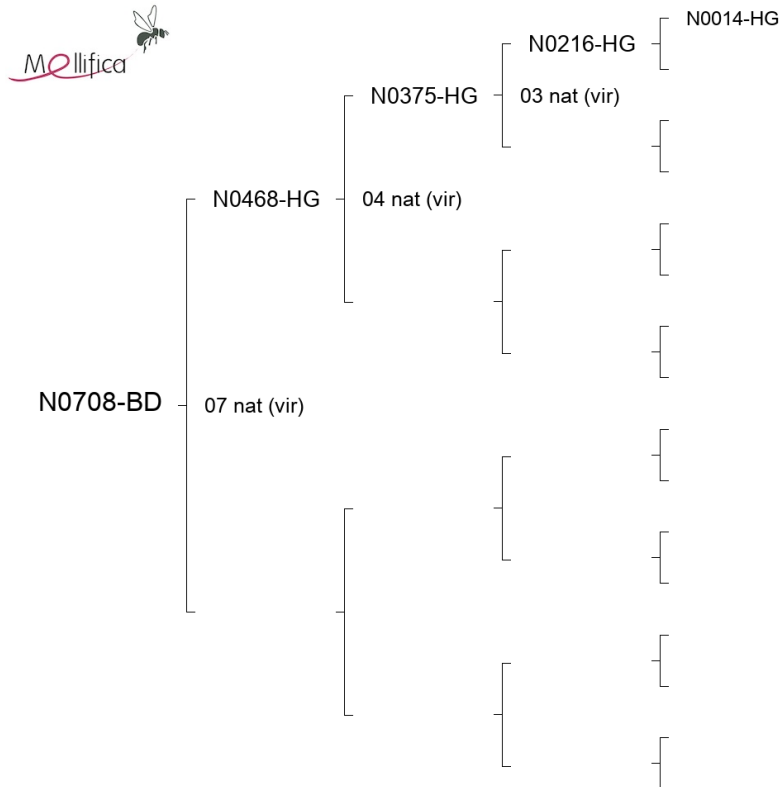 Mellifica
N0014-HG
N0216-HG
N0375-HG
03 nat (vir)
N0468-HG
04 nat (vir)
N0708-BD
07 nat (vir)